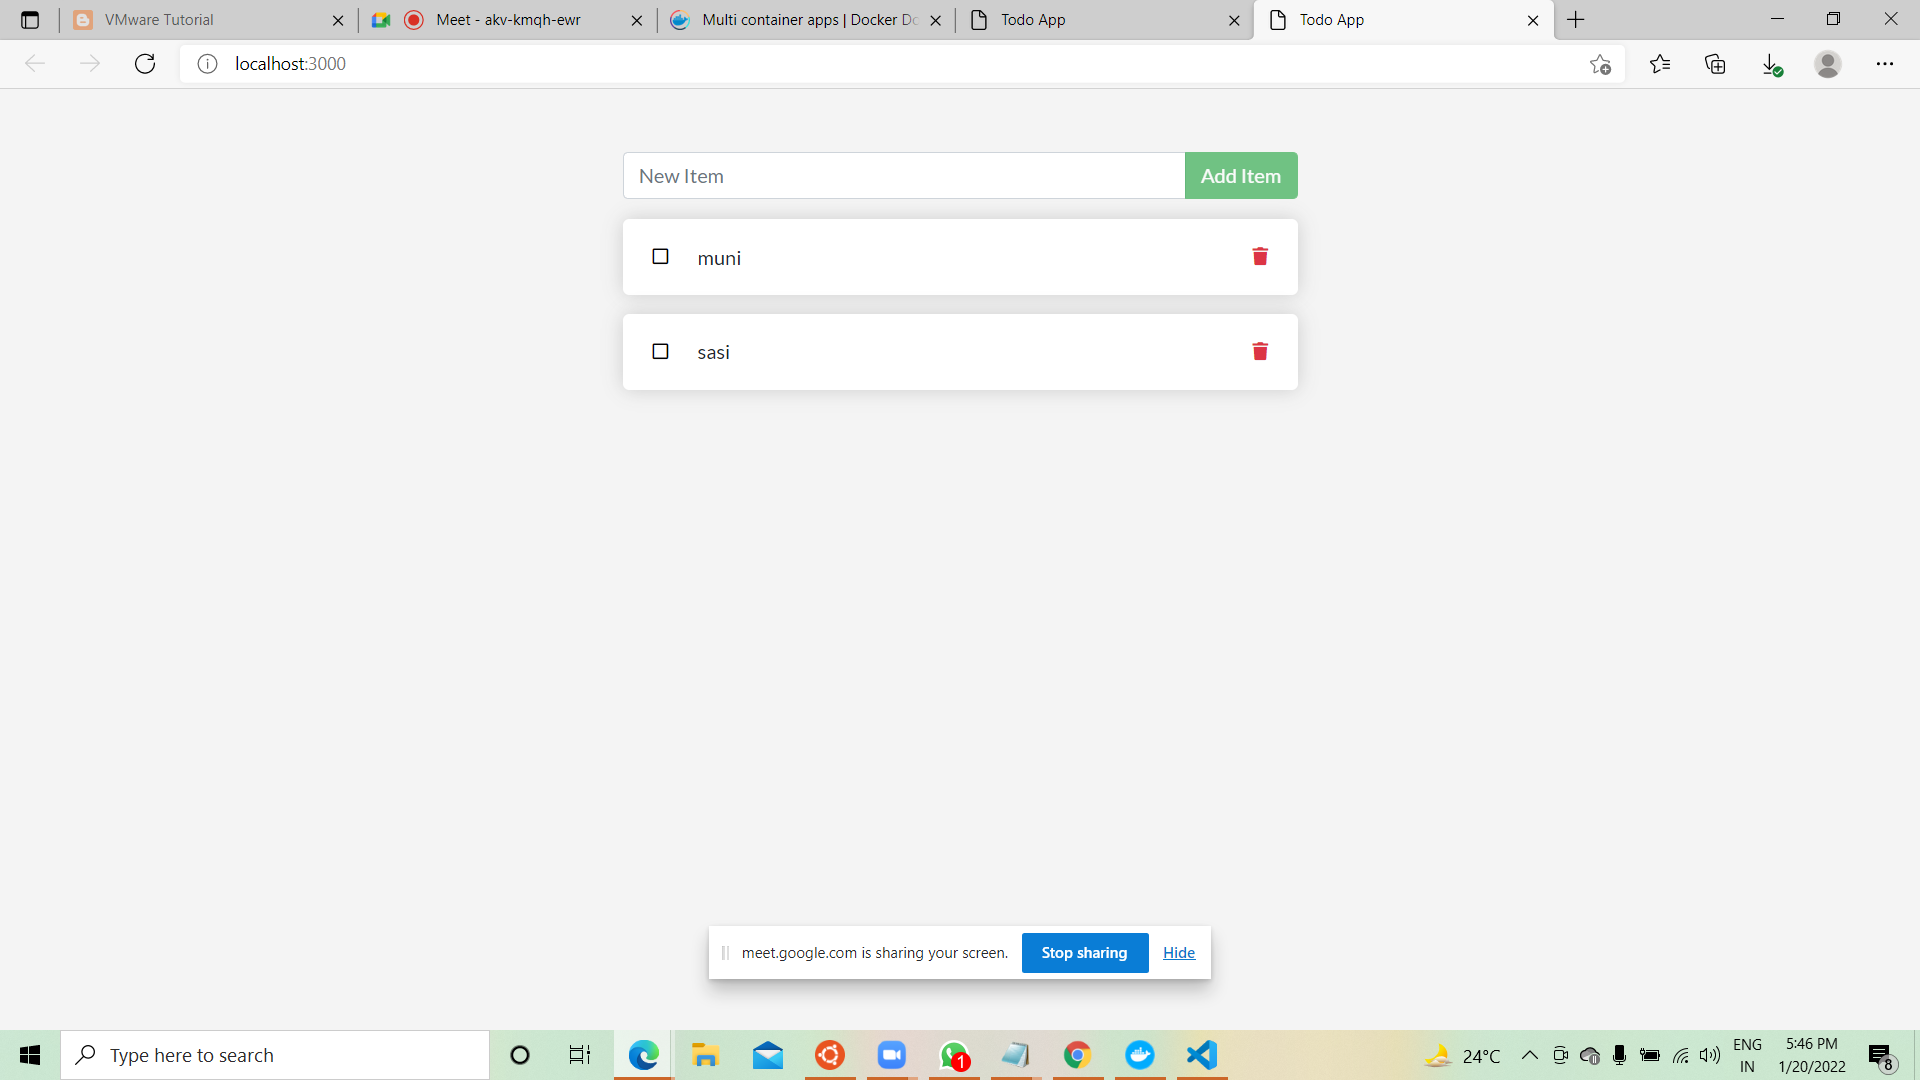 VMware Tutorial
Meet - akv-kmqh-ewr
Multi container apps | Docker Do
Todo App
Todo App
localhost:3000
New Item
Add Item
muni
sasi
meet.google.com is sharing your screen.
Stop sharing
Hide
Type here to search
1
24°C
ENG
IN
5:46 PM
1/20/2022
8